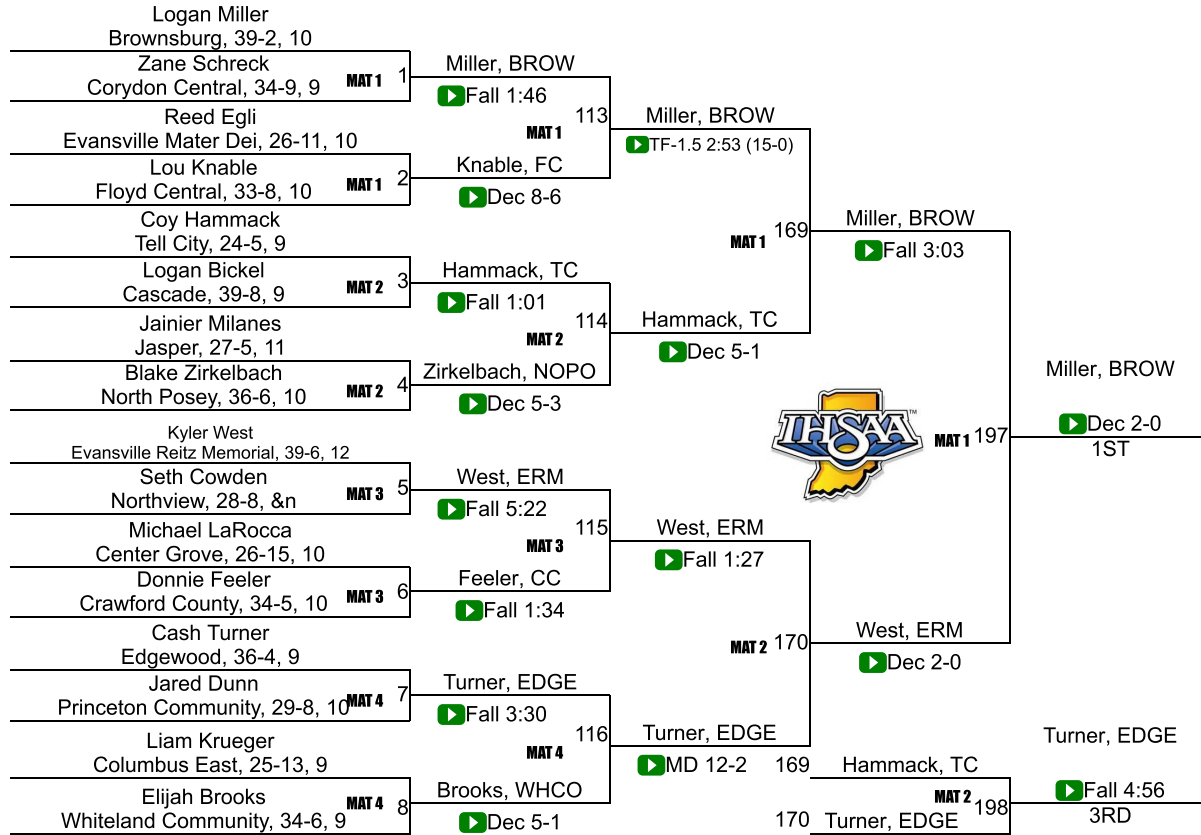 Logan Miller
Brownsburg, 39-2, 10
Zane Schreck
Corydon Central, 34-9, 9
MAT 1
1
Reed Egli
Evansville Mater Dei, 26-11, 10
Lou Knable
Floyd Central, 33-8, 10
MAT 1
2
Coy Hammack
Tell City, 24-5, 9
Logan Bickel
Cascade, 39-8, 9
MAT 2
3
Jainier Milanes
Jasper, 27-5, 11
Blake Zirkelbach
North Posey, 36-6, 10
MAT 2
4
Kyler West
Evansville Reitz Memorial, 39-6, 12
Seth Cowden
Northview, 28-8, &n
MAT 3
5
Michael LaRocca
Center Grove, 26-15, 10
Donnie Feeler
Crawford County, 34-5, 10
MAT 3
6
Cash Turner
Edgewood, 36-4, 9
Jared Dunn
Princeton Community, 29-8, 10
MAT 4
7
Liam Krueger
Columbus East, 25-13, 9
Elijah Brooks
Whiteland Community, 34-6, 9
MAT 4
8
Miller, BROW
Fall 1:46
MAT 1
113
Knable, FC
Dec 8-6
Hammack, TC
Fall 1:01
MAT 2
114
Zirkelbach, NOPO
Dec 5-3
West, ERM
Fall 5:22
MAT 3
115
Feeler, CC
Fall 1:34
Turner, EDGE
Fall 3:30
MAT 4
116
Brooks, WHCO
Dec 5-1
Miller, BROW
TF-1.5 2:53 (15-0)
MAT 1
169
Hammack, TC
Dec 5-1
West, ERM
Fall 1:27
MAT 2
170
Turner, EDGE
MD 12-2
Miller, BROW
Fall 3:03
IHSAA
TM
MAT 1
197
West, ERM
Dec 2-0
Miller, BROW
Dec 2-0
1ST
169
Hammack, TC
MAT 2
198
170
Turner, EDGE
Turner, EDGE
Fall 4:56
3RD